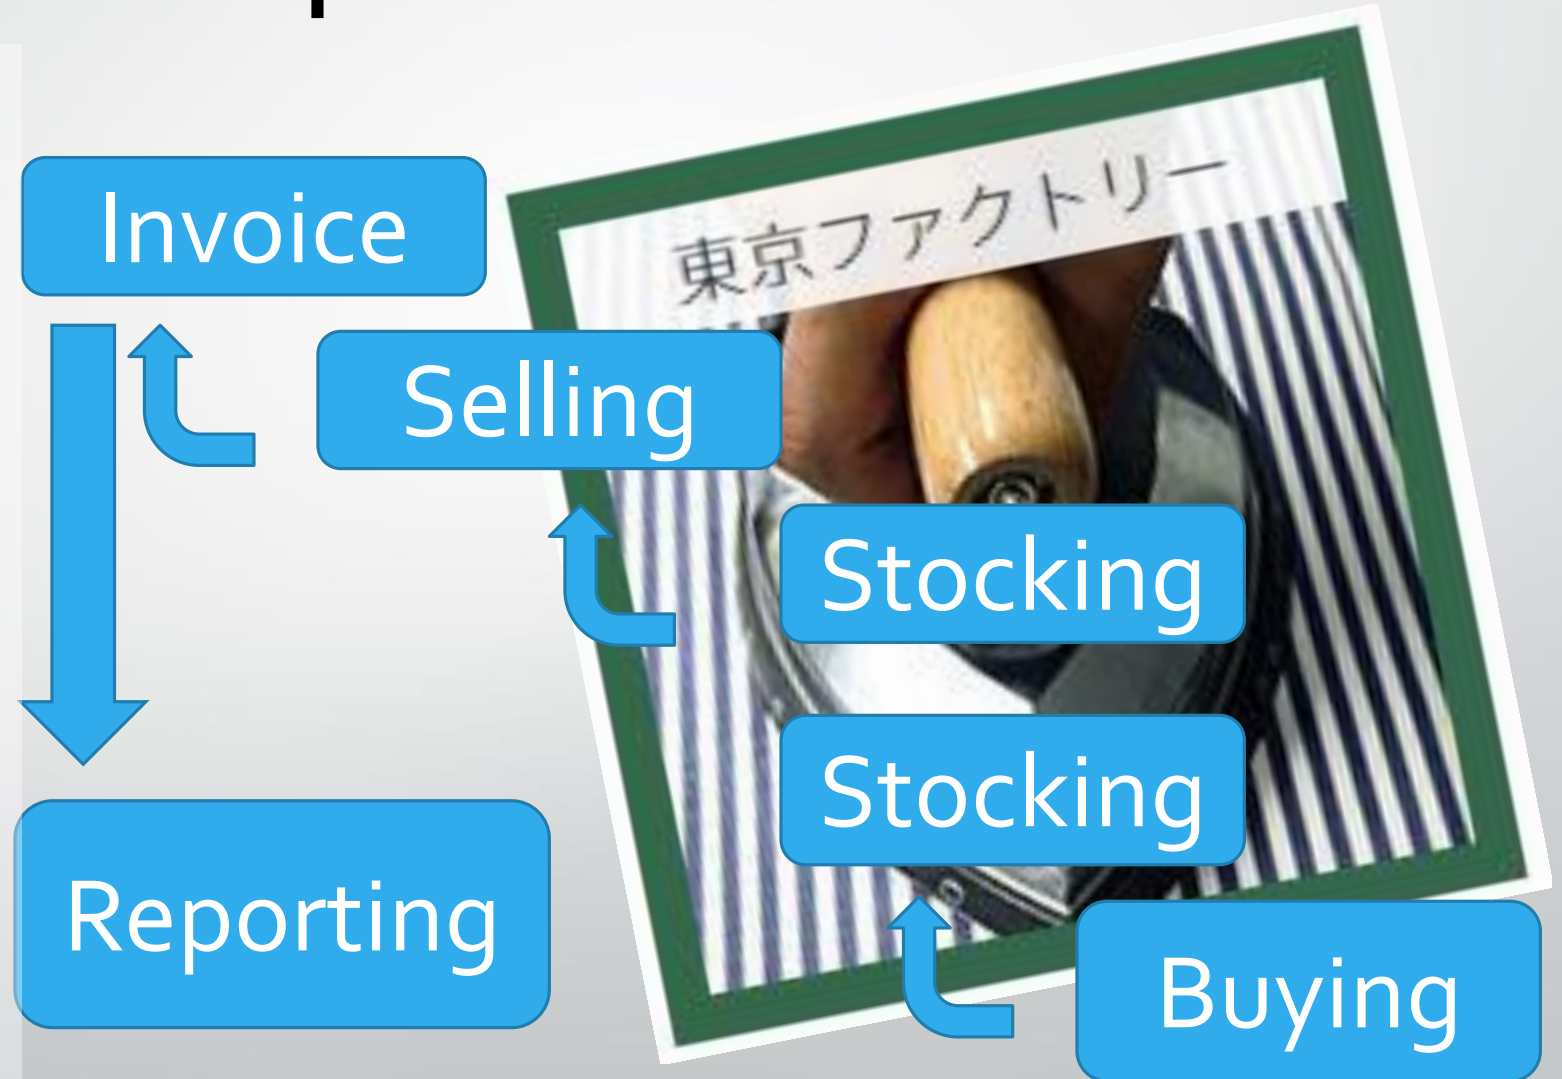 Invoice
東京ファクトリー
Selling
Stocking
Stocking
Reporting
Buying